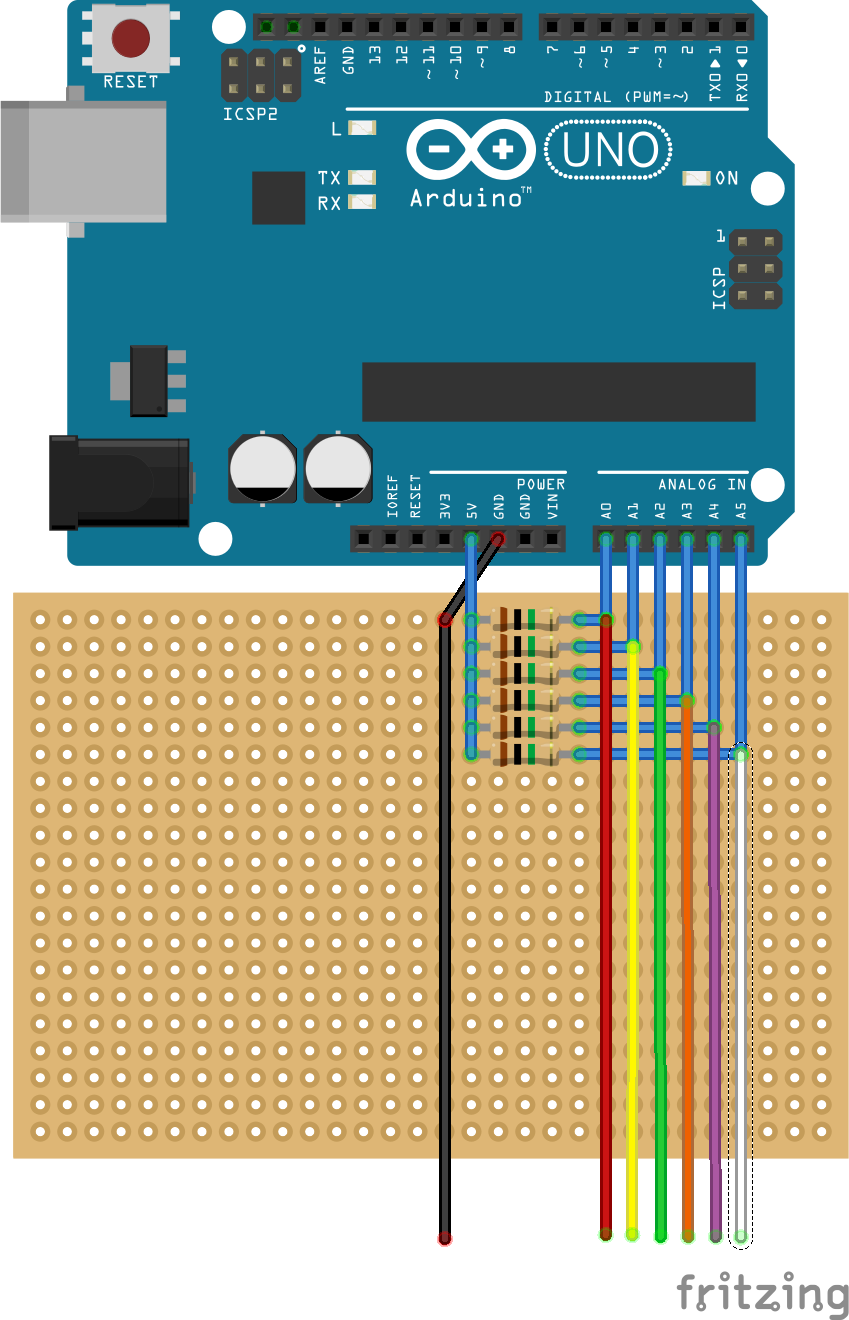 RESET
ICSP2
AREF
GND
13
12
~11
~10
~9
8
7
~6
~5
4
~3
2
TX0▶1
RX0◀0
DIGITAL (PWM=~)
L
TX
RX
Arduino™
UNO
ON
1
ICSP
IOREF
RESET
3V3
5V
GND
GND
VIN
POWER
ANALOG IN
A0
A1
A2
A3
A4
A5
fritzing